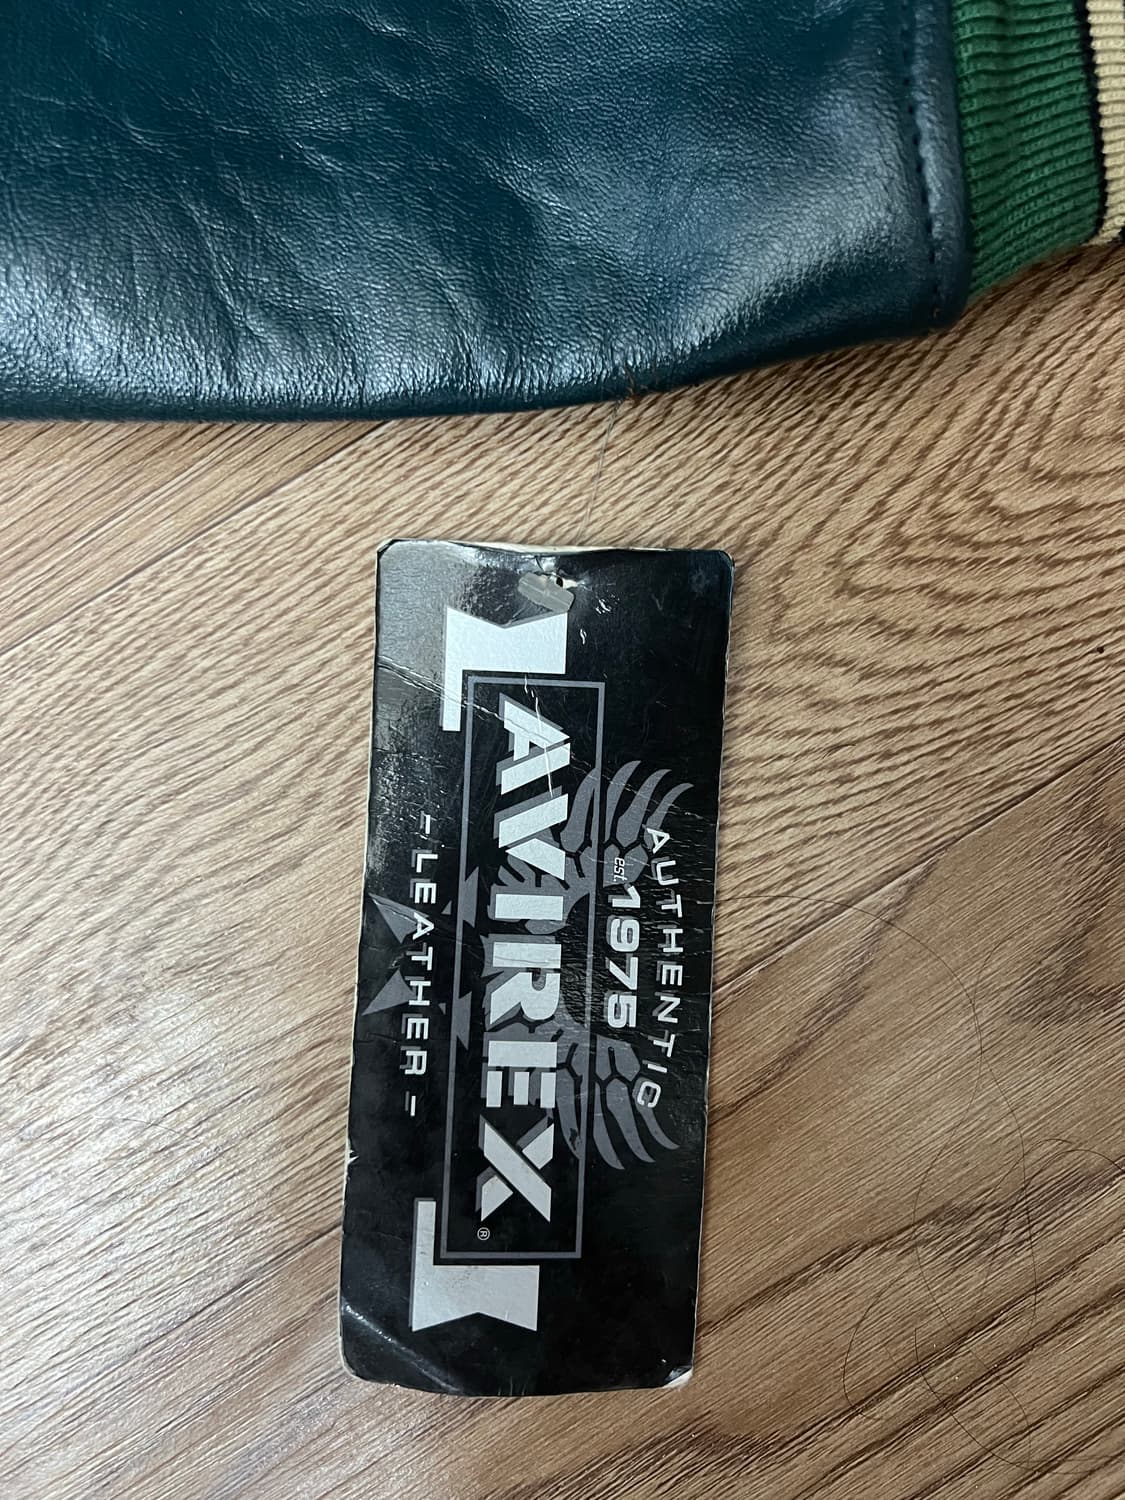 AUTHENTIC
est. 1975
AVIREX®
- LEATHER -